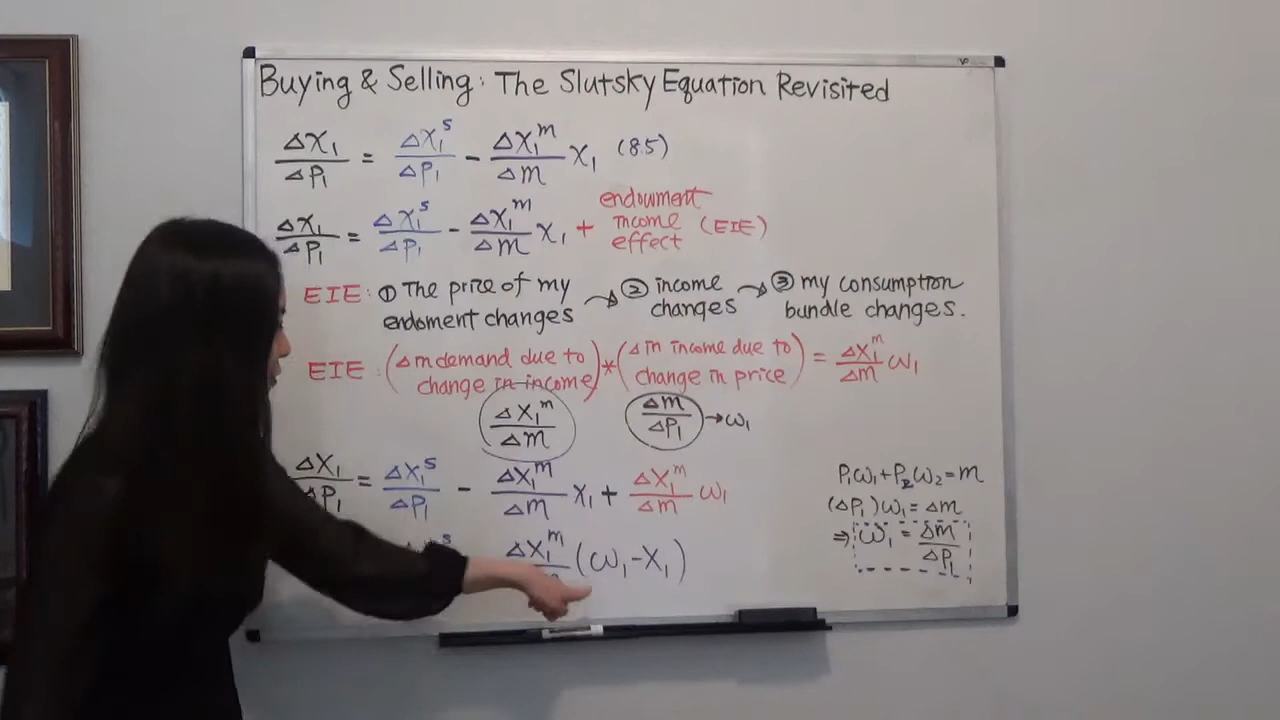 Buying & Selling: The Slutsky Equation Revisited
ΔX₁/ΔP₁ = ΔX₁ˢ/ΔP₁ - ΔX₁ᵐ/Δm X₁ (8.5)
ΔX₁/ΔP₁ = ΔX₁ˢ/ΔP₁ - ΔX₁ᵐ/Δm X₁ + endowment income effect (EIE)
EIE: ① The price of my endoment changes → ② income changes → ③ my consumption bundle changes.
EIE: (Δ in demand due to change in income) * (Δ in income due to change in price) = ΔX₁ᵐ/Δm ω₁
ΔX₁ᵐ/Δm
Δm/ΔP₁ → ω₁
ΔX₁/ΔP₁ = ΔX₁ˢ/ΔP₁ - ΔX₁ᵐ/Δm X₁ + ΔX₁ᵐ/Δm ω₁
ΔX₁ᵐ (ω₁-X₁)
P₁ω₁+P₂ω₂=m
(ΔP₁)ω₁=Δm
⇒ ω₁ = Δm/ΔP₁